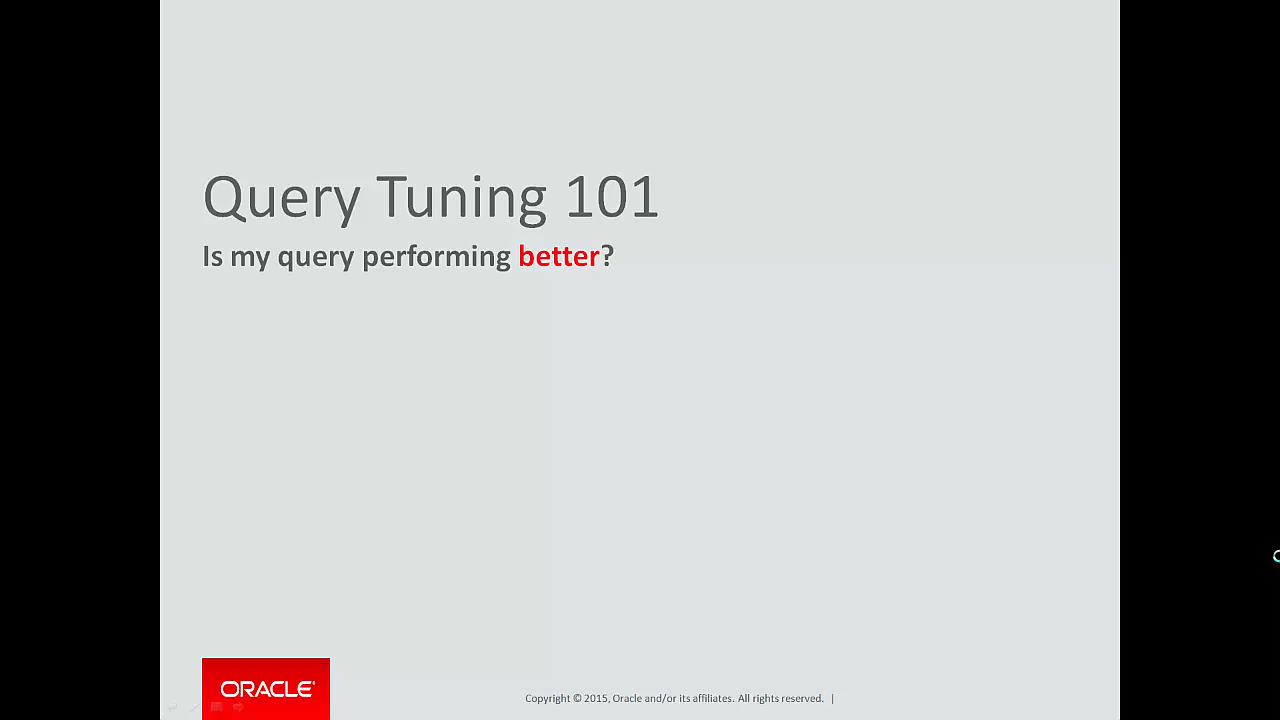 Query Tuning 101
Is my query performing better?
ORACLE®
Copyright © 2015, Oracle and/or its affiliates. All rights reserved. |